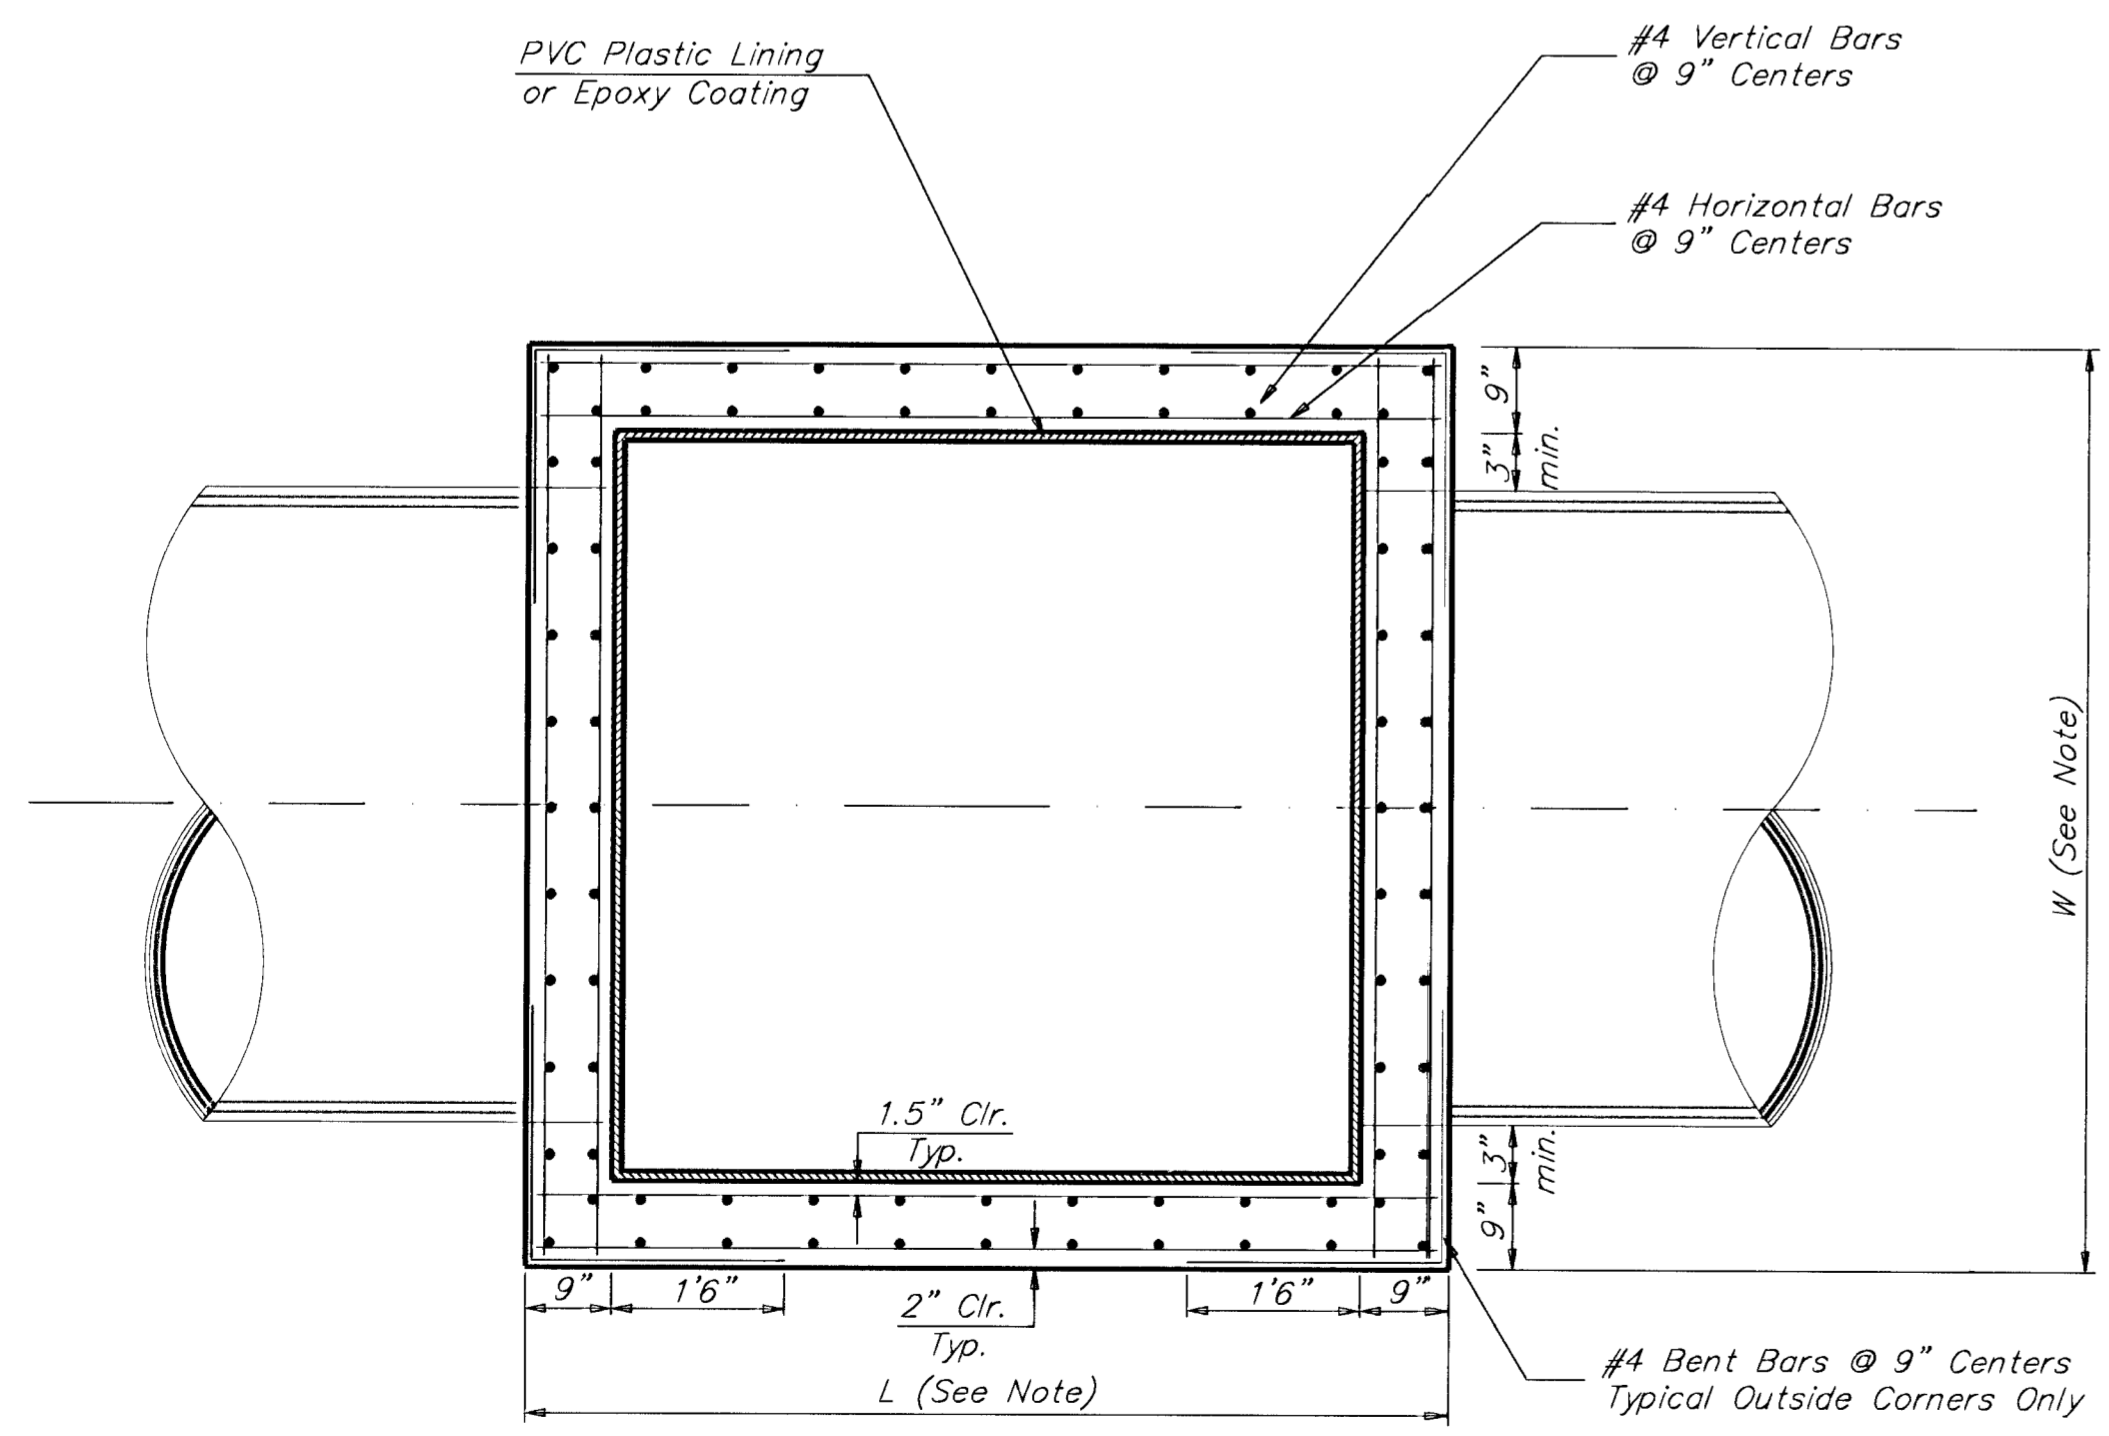 PVC Plastic Lining
or Epoxy Coating
#4 Vertical Bars
@ 9" Centers
#4 Horizontal Bars
@ 9" Centers
9"
3"
min.
W (See Note)
1.5" Clr.
Typ.
3"
min.
9"
9"
1'6"
2" Clr.
Typ.
1'6"
9"
L (See Note)
#4 Bent Bars @ 9" Centers
Typical Outside Corners Only